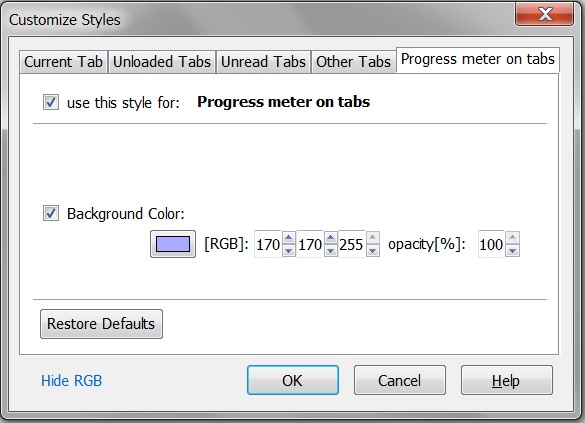 Customize Styles
Current Tab Unloaded Tabs Unread Tabs Other Tabs Progress meter on tabs
use this style for: Progress meter on tabs
Background Color:
[RGB]: 170 170 255 opacity[%]: 100
Restore Defaults
Hide RGB OK Cancel Help